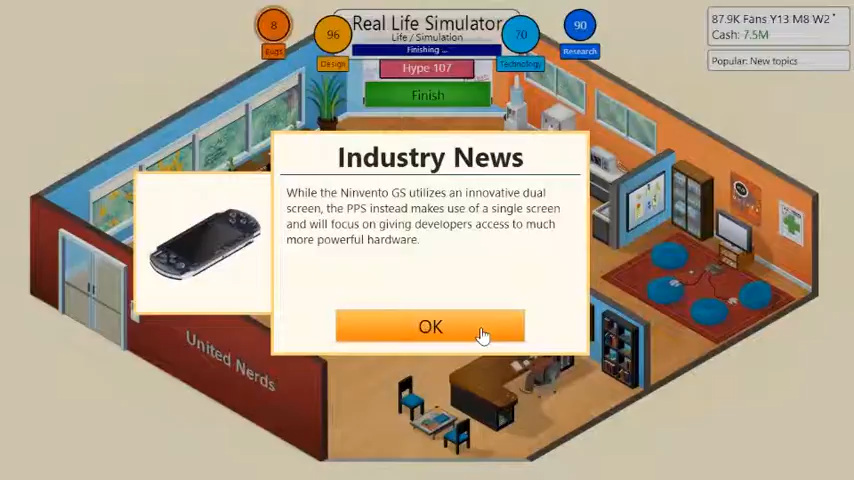 8
Bugs
96
Design
Real Life Simulator
Life / Simulation
Finishing ...
Hype 107
Finish
70
Technology
90
Research
87.9K Fans Y13 M8 W2
Cash: 7.5M
Popular: New topics
Industry News
While the Ninvento GS utilizes an innovative dual
screen, the PPS instead makes use of a single screen
and will focus on giving developers access to much
more powerful hardware.
OK
United Nerds